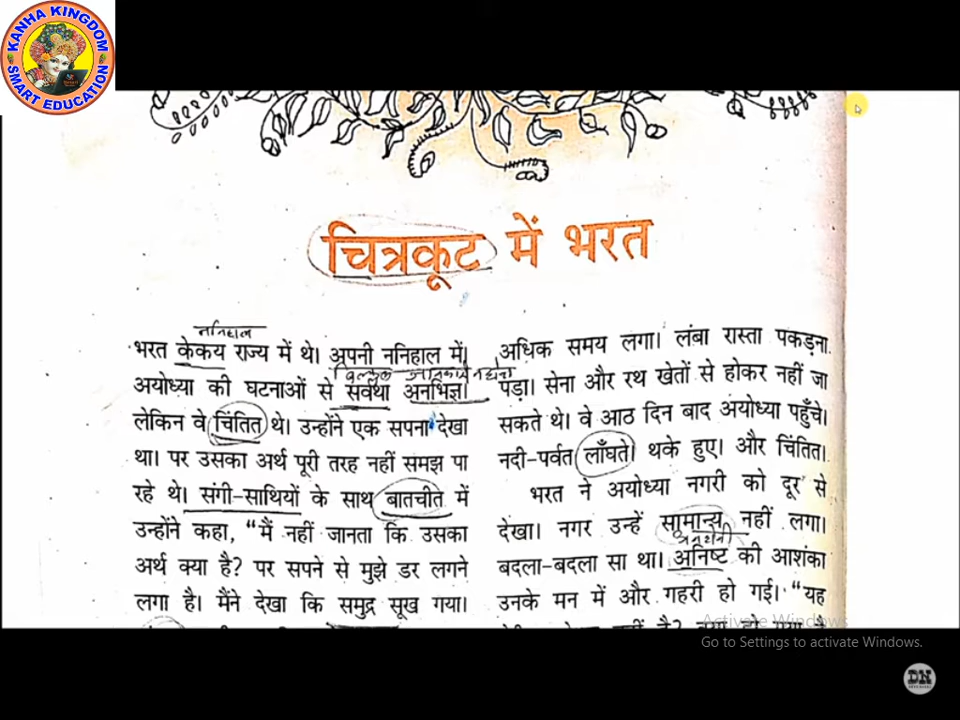 KANHA KINGDOM
SMART EDUCATION
चित्रकूट में भरत
ननिहाल
भरत केकय राज्य में थे। अपनी ननिहाल में।
अयोध्या की घटनाओं से सर्वथा अनभिज्ञ।
लेकिन वे चिंतित थे। उन्होंने एक सपना देखा
था। पर उसका अर्थ पूरी तरह नहीं समझ पा
रहे थे। संगी-साथियों के साथ बातचीत में
उन्होंने कहा, “मैं नहीं जानता कि उसका
अर्थ क्या है? पर सपने से मुझे डर लगने
लगा है। मैंने देखा कि समुद्र सूख गया।
अधिक समय लगा। लंबा रास्ता पकड़ना
पड़ा। सेना और रथ खेतों से होकर नहीं जा
सकते थे। वे आठ दिन बाद अयोध्या पहुँचे।
नदी-पर्वत लाँघते। थके हुए। और चिंतित।
भरत ने अयोध्या नगरी को दूर से
देखा। नगर उन्हें सामान्य नहीं लगा।
बदला-बदला सा था। अनिष्ट की आशंका
उनके मन में और गहरी हो गई। “यह
Activate Windows
Go to Settings to activate Windows.
DN